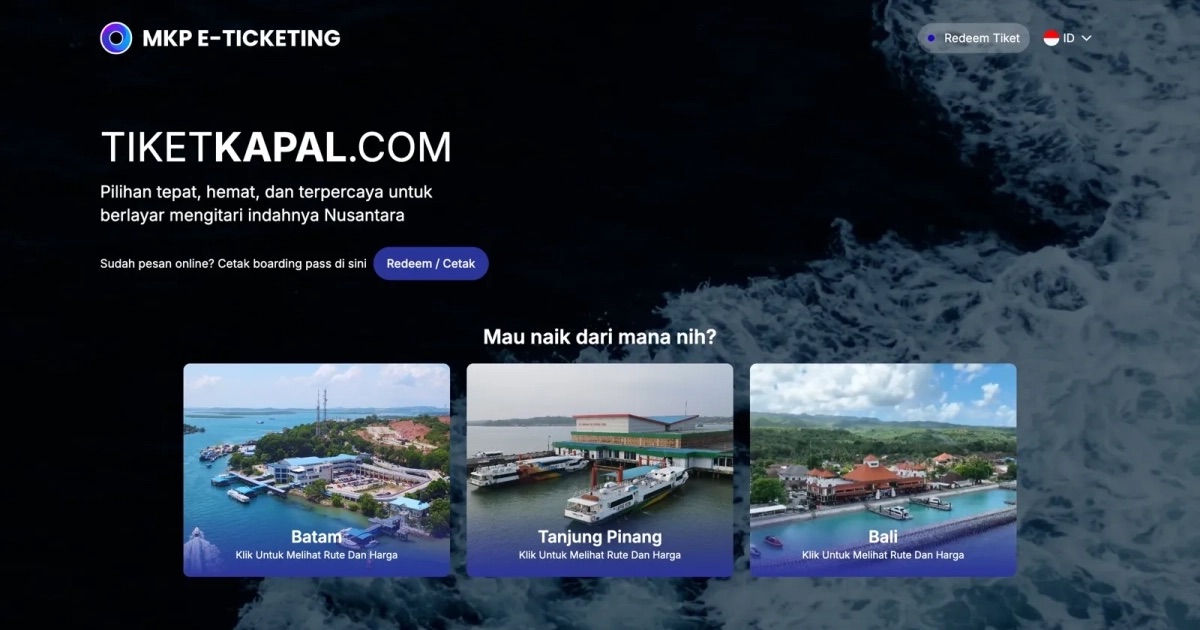 MKP E-TICKETING
Redeem Tiket
ID
TIKETKAPAL.COM
Pilihan tepat, hemat, dan terpercaya untuk
berlayar mengitari indahnya Nusantara
Sudah pesan online? Cetak boarding pass di sini
Redeem / Cetak
Mau naik dari mana nih?
Batam
Klik Untuk Melihat Rute Dan Harga
Tanjung Pinang
Klik Untuk Melihat Rute Dan Harga
Bali
Klik Untuk Melihat Rute Dan Harga